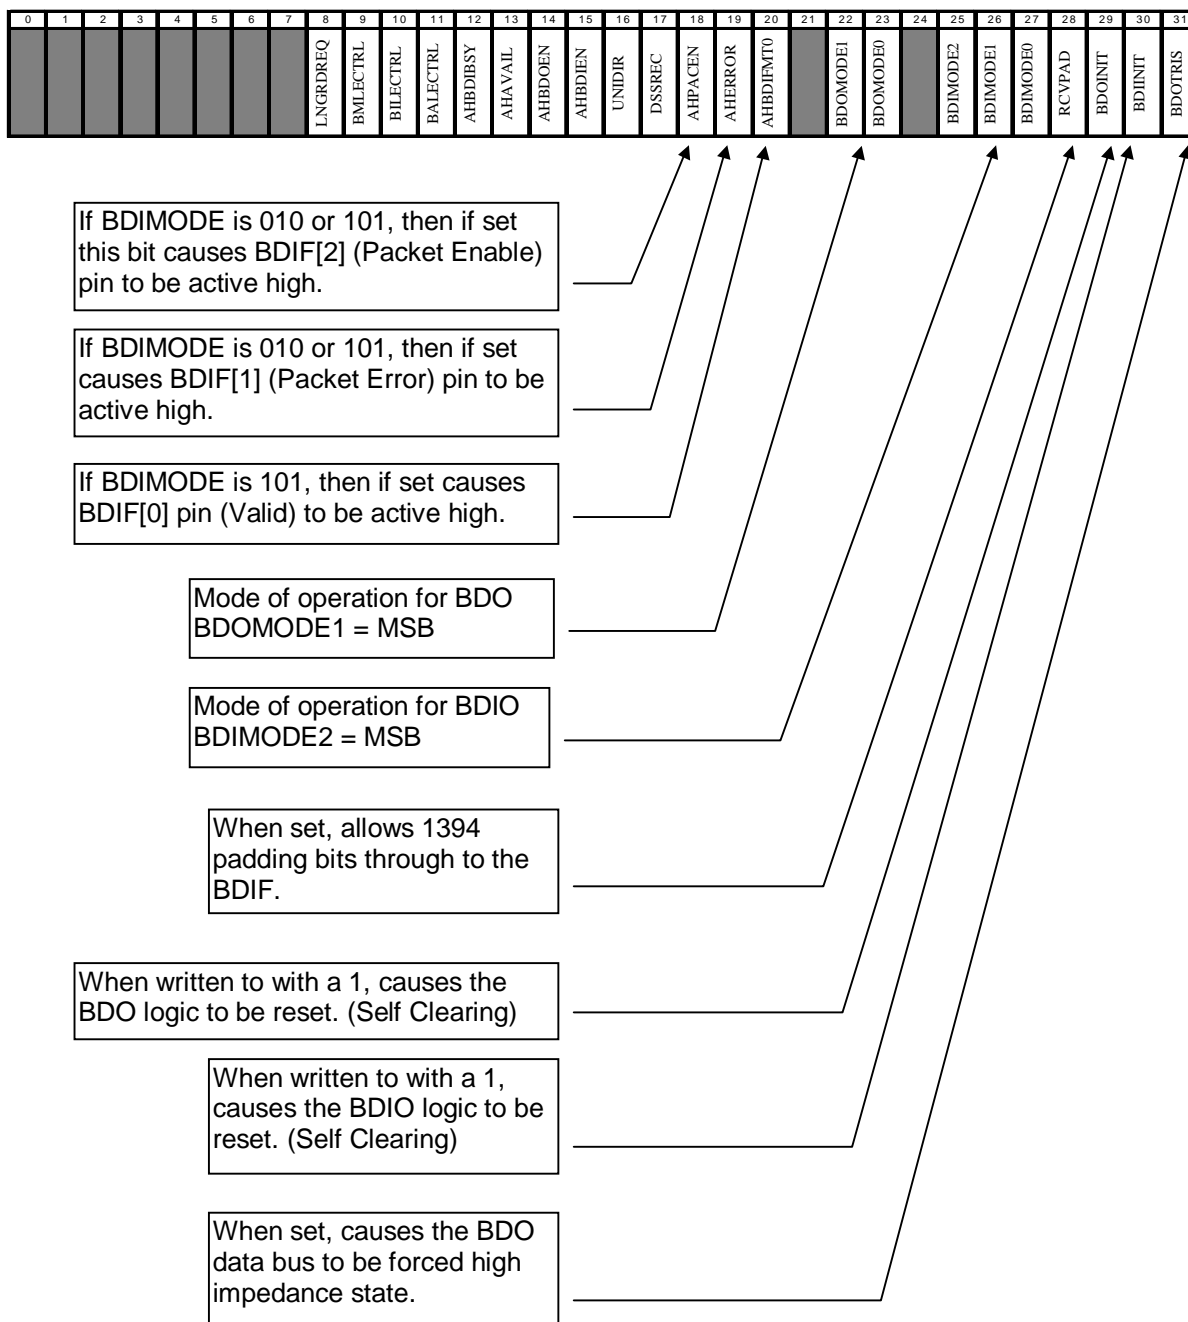 0 1 2 3 4 5 6 7 8 9 10 11 12 13 14 15 16 17 18 19 20 21 22 23 24 25 26 27 28 29 30 31
LNGRDREQ
BMLECTRL
BILECTRL
BALECTRL
AHBDIBSY
AHAVAIL
AHBDOEN
AHBDIEN
UNIDIR
DSSREC
AHPACEN
AHERROR
AHBDIFMT0
BDOMODE1
BDOMODE0
BDIMODE2
BDIMODE1
BDIMODE0
RCVPAD
BDOINIT
BDIINIT
BDOTRIS
If BDIMODE is 010 or 101, then if set
this bit causes BDIF[2] (Packet Enable)
pin to be active high.
If BDIMODE is 010 or 101, then if set
causes BDIF[1] (Packet Error) pin to be
active high.
If BDIMODE is 101, then if set causes
BDIF[0] pin (Valid) to be active high.
Mode of operation for BDO
BDOMODE1 = MSB
Mode of operation for BDIO
BDIMODE2 = MSB
When set, allows 1394
padding bits through to the
BDIF.
When written to with a 1, causes the
BDO logic to be reset. (Self Clearing)
When written to with a 1,
causes the BDIO logic to be
reset. (Self Clearing)
When set, causes the BDO
data bus to be forced high
impedance state.